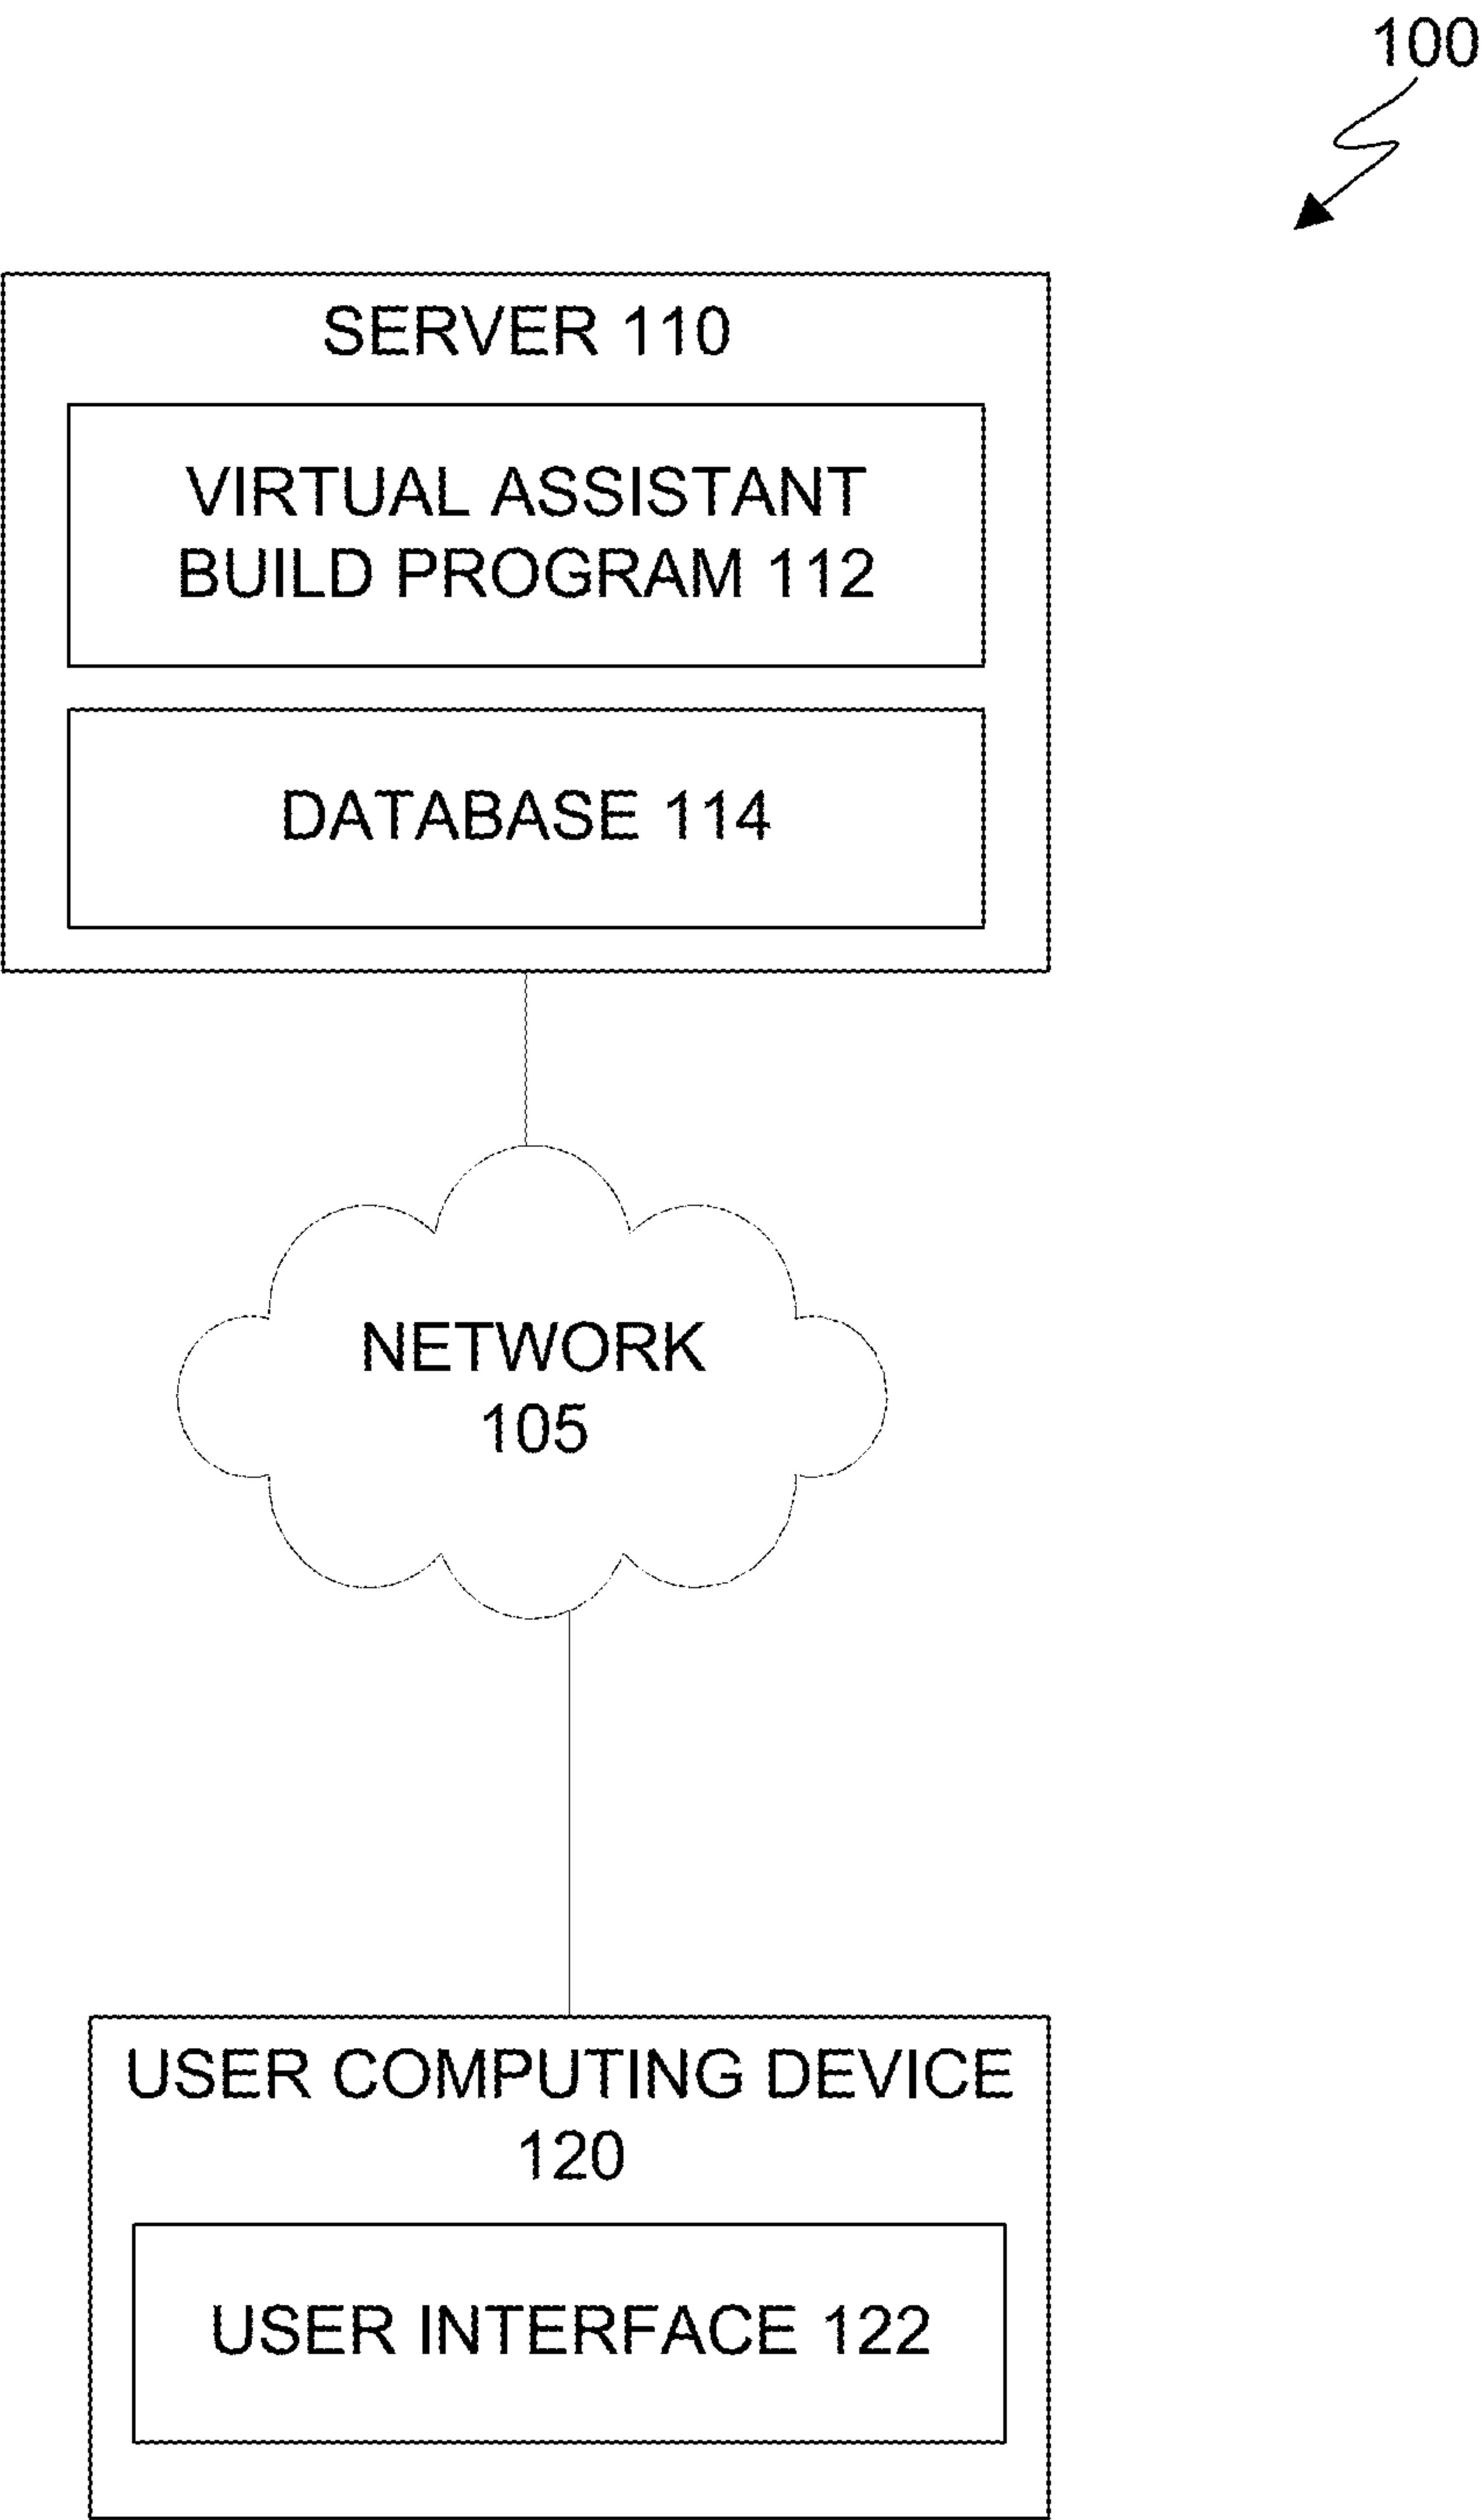 100
SERVER 110
VIRTUAL ASSISTANT
BUILD PROGRAM 112
DATABASE 114
NETWORK
105
USER COMPUTING DEVICE
120
USER INTERFACE 122